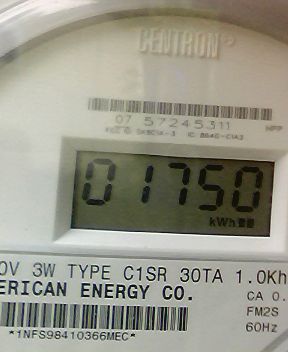 CENTRON®
07 57245311
01750
kWh
0V 3W TYPE C1SR 30TA 1.0Kh
ERICAN ENERGY CO.
CA 0.
FM2S
60Hz
*1NFS98410366MEC*